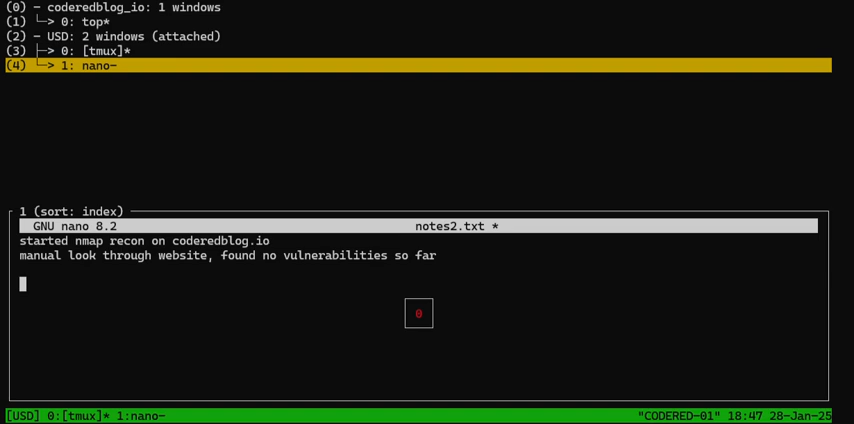 (0) - coderedblog_io: 1 windows
(1) └─> 0: top*
(2) - USD: 2 windows (attached)
(3) ├─> 0: [tmux]*
(4) └─> 1: nano-
1 (sort: index)
GNU nano 8.2 notes2.txt *
started nmap recon on coderedblog.io
manual look through website, found no vulnerabilities so far
0
[USD] 0:[tmux]* 1:nano- "CODERED-01" 18:47 28-Jan-25